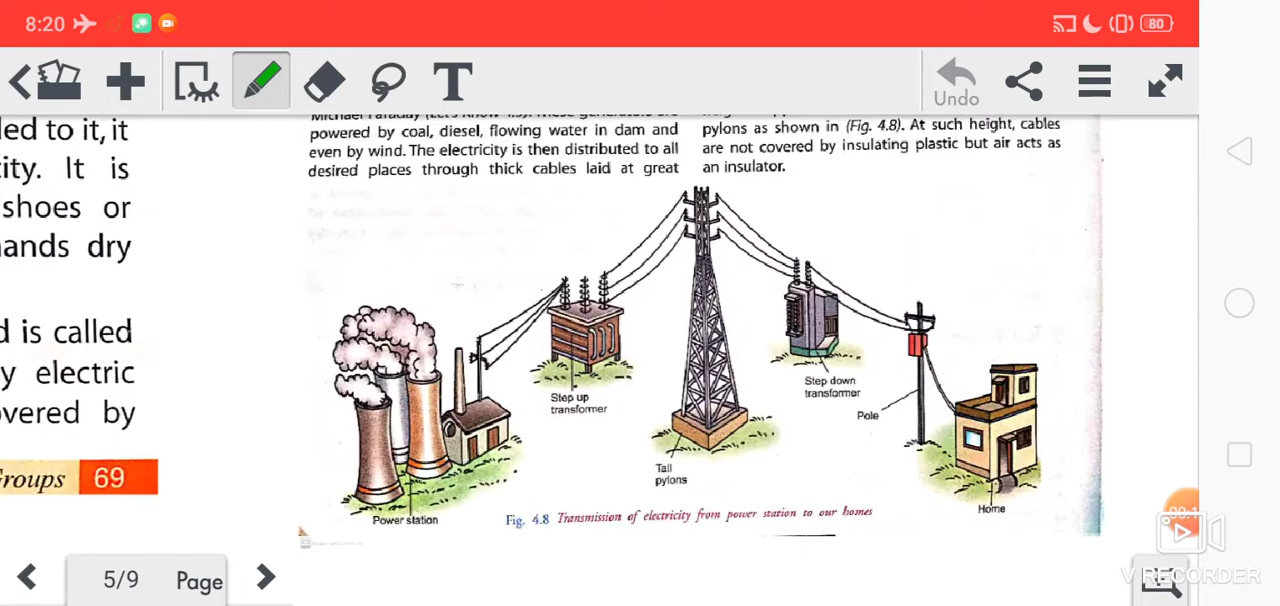 8:20
80
T
Undo
led to it, it
city. It is
shoes or
hands dry
d is called
y electric
overed by
Groups 69
powered by coal, diesel, flowing water in dam and
even by wind. The electricity is then distributed to all
desired places through thick cables laid at great
pylons as shown in (Fig. 4.8). At such height, cables
are not covered by insulating plastic but air acts as
an insulator.
Step up
transformer
Step down
transformer
Pole
Tall
pylons
Power station
Home
Fig. 4.8 Transmission of electricity from power station to our homes
5/9 Page
V RECORDER